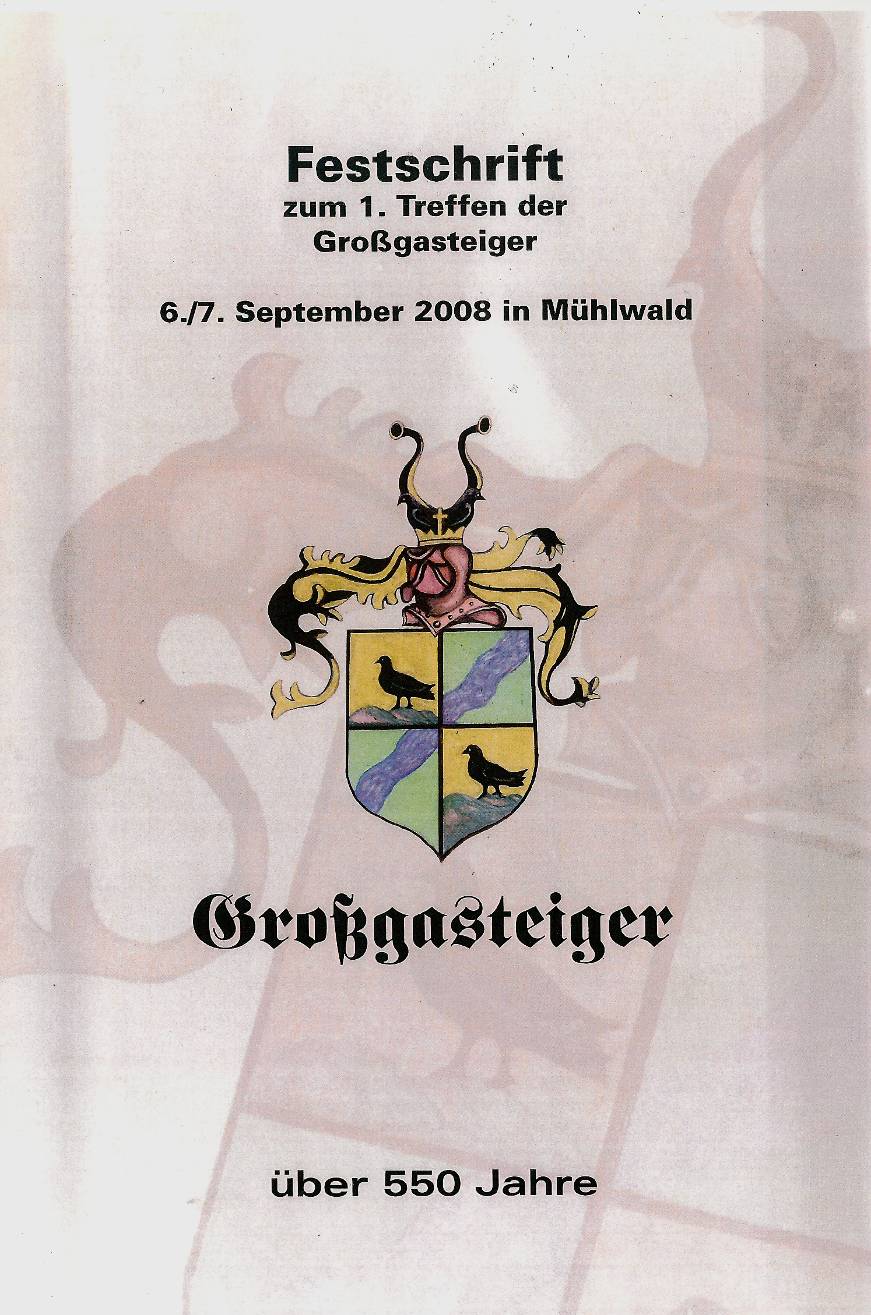 Festschrift
zum 1. Treffen der
Großgasteiger
6./7. September 2008 in Mühlwald
Großgasteiger
über 550 Jahre